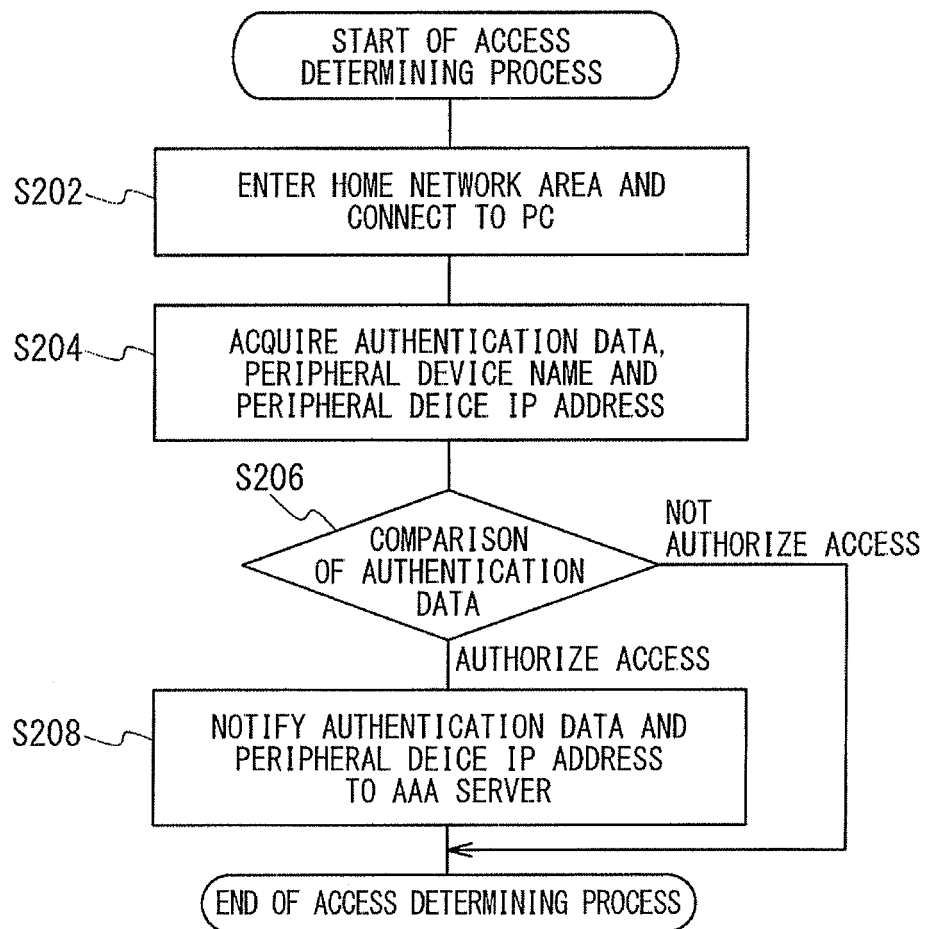 START OF ACCESS
DETERMINING PROCESS
S202
ENTER HOME NETWORK AREA AND
CONNECT TO PC
S204
ACQUIRE AUTHENTICATION DATA,
PERIPHERAL DEVICE NAME AND
PERIPHERAL DEICE IP ADDRESS
S206
COMPARISON
OF AUTHENTICATION
DATA
NOT
AUTHORIZE ACCESS
AUTHORIZE ACCESS
S208
NOTIFY AUTHENTICATION DATA AND
PERIPHERAL DEICE IP ADDRESS
TO AAA SERVER
END OF ACCESS DETERMINING PROCESS